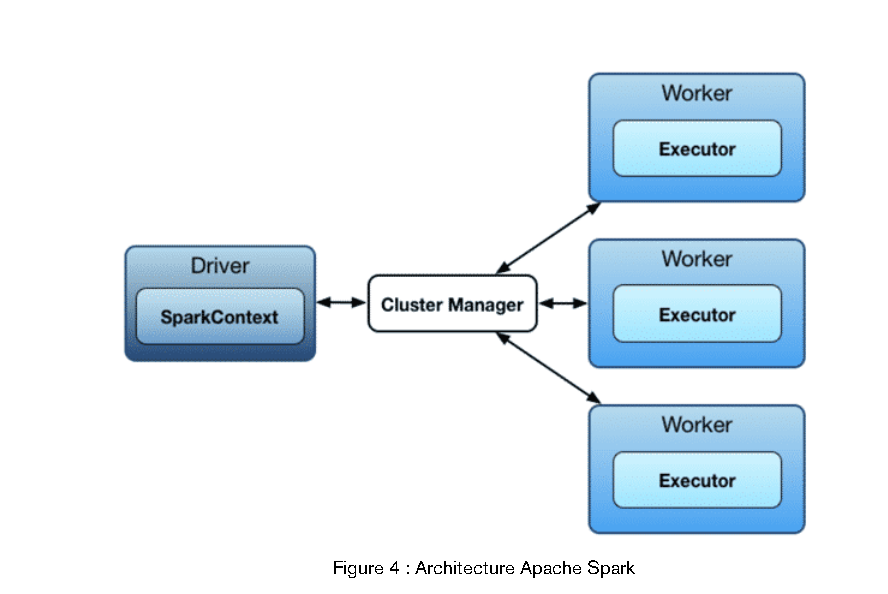 Worker
Executor
Driver
SparkContext
Cluster Manager
Worker
Executor
Worker
Executor
Figure 4 : Architecture Apache Spark